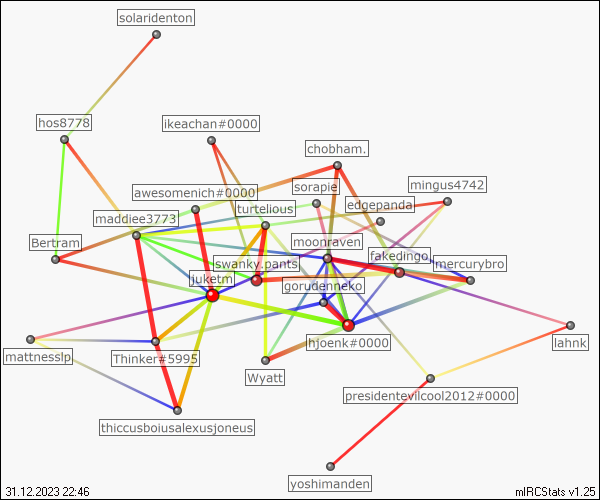 solaridenton
hos8778
ikeachan#0000
chobham.
mingus4742
sorapie
awesomenich#0000
edgepanda
maddiee3773
turtelious
Bertram
moonraven
fakedingo
swanky.pants
mercurybro
juketm
gorudenneko
hjoenk#0000
lahnk
mattnesslp
Thinker#5995
Wyatt
presidentevilcool2012#0000
thiccusboiusalexusjoneus
yoshimanden
31.12.2023 22:46
mIRCStats v1.25